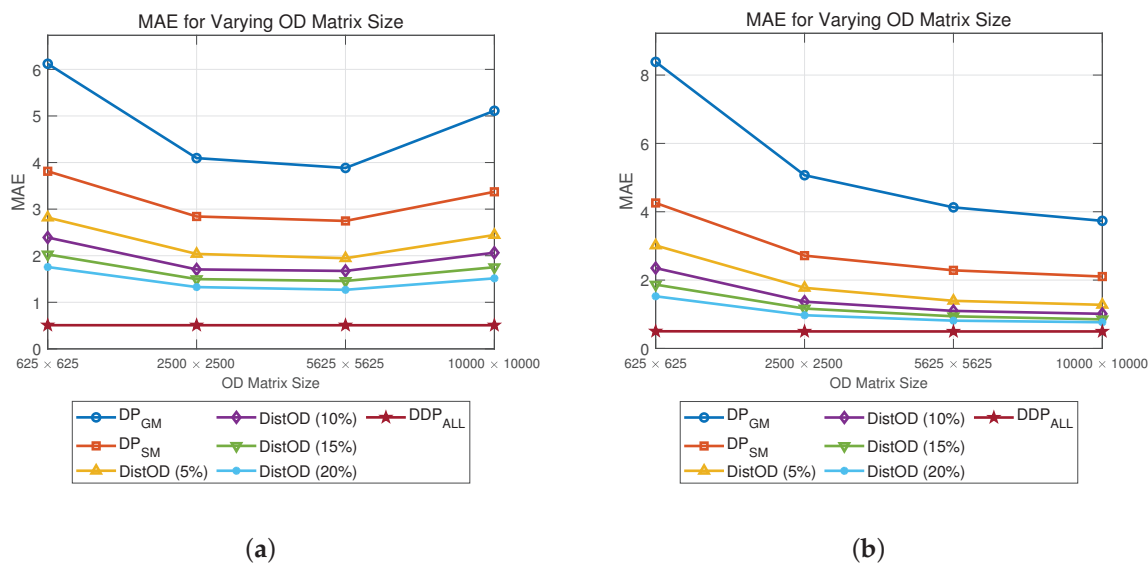 MAE for Varying OD Matrix Size
6
5
4
3
2
1
0
MAE
625 × 625
2500 × 2500
5625 × 5625
10000 × 10000
OD Matrix Size
DP_GM
DistOD (10%)
DDP_ALL
DP_SM
DistOD (15%)
DistOD (5%)
DistOD (20%)
(a)
MAE for Varying OD Matrix Size
8
6
4
2
0
MAE
625 × 625
2500 × 2500
5625 × 5625
10000 × 10000
OD Matrix Size
DP_GM
DistOD (10%)
DDP_ALL
DP_SM
DistOD (15%)
DistOD (5%)
DistOD (20%)
(b)